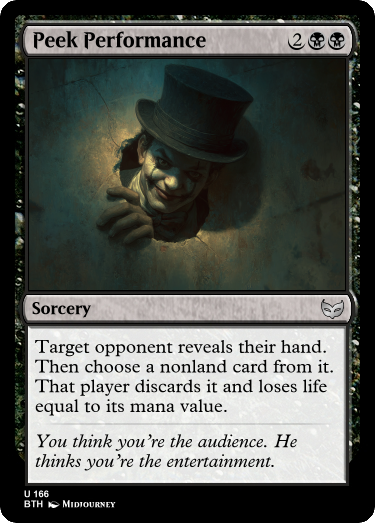 Peek Performance 2
Sorcery
Target opponent reveals their hand.
Then choose a nonland card from it.
That player discards it and loses life
equal to its mana value.
You think you're the audience. He
thinks you're the entertainment.
U 166
BTH Midjourney